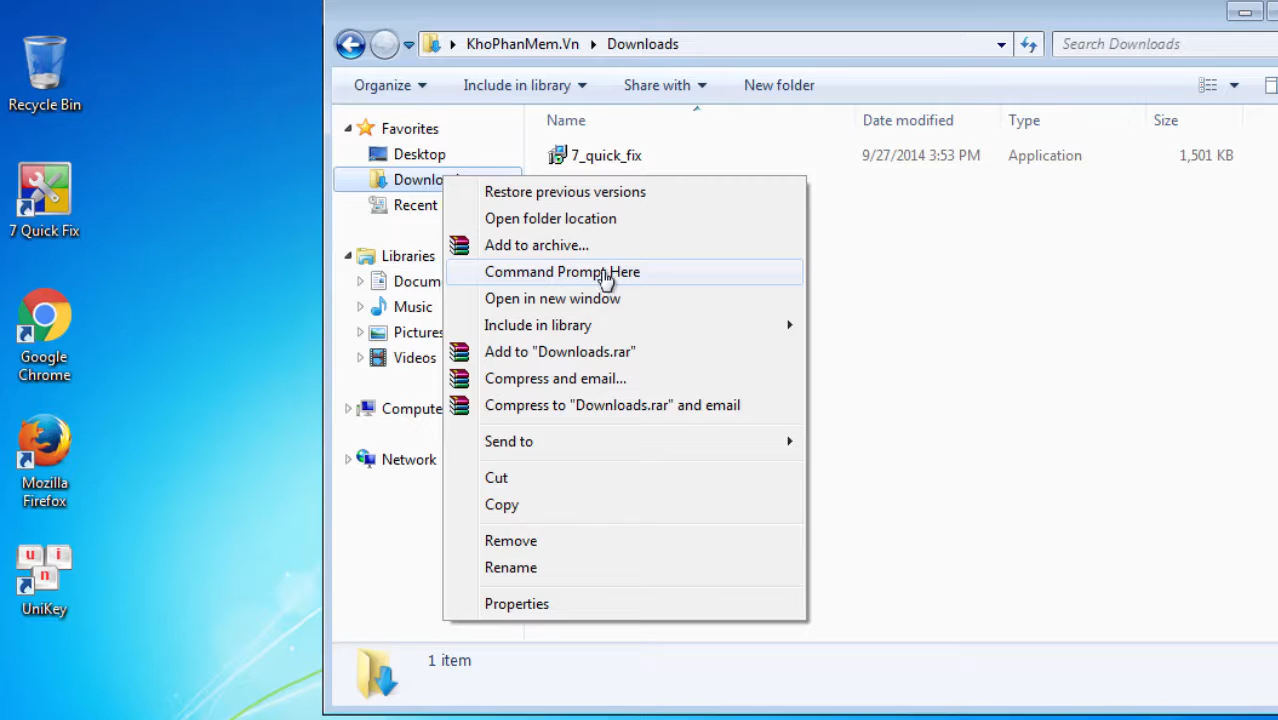 Recycle Bin
7 Quick Fix
Google
Chrome
Mozilla
Firefox
u i
n
UniKey
KhoPhanMem.Vn Downloads
Search Downloads
Organize Include in library Share with New folder
Favorites
Desktop
Recent
Libraries
Music
Pictures
Videos
Network
Name Date modified Type Size
7_quick_fix 9/27/2014 3:53 PM Application 1,501 KB
Restore previous versions
Open folder location
Add to archive...
Command Prompt Here
Open in new window
Include in library
Add to "Downloads.rar"
Compress and email...
Compress to "Downloads.rar" and email
Send to
Cut
Copy
Remove
Rename
Properties
1 item